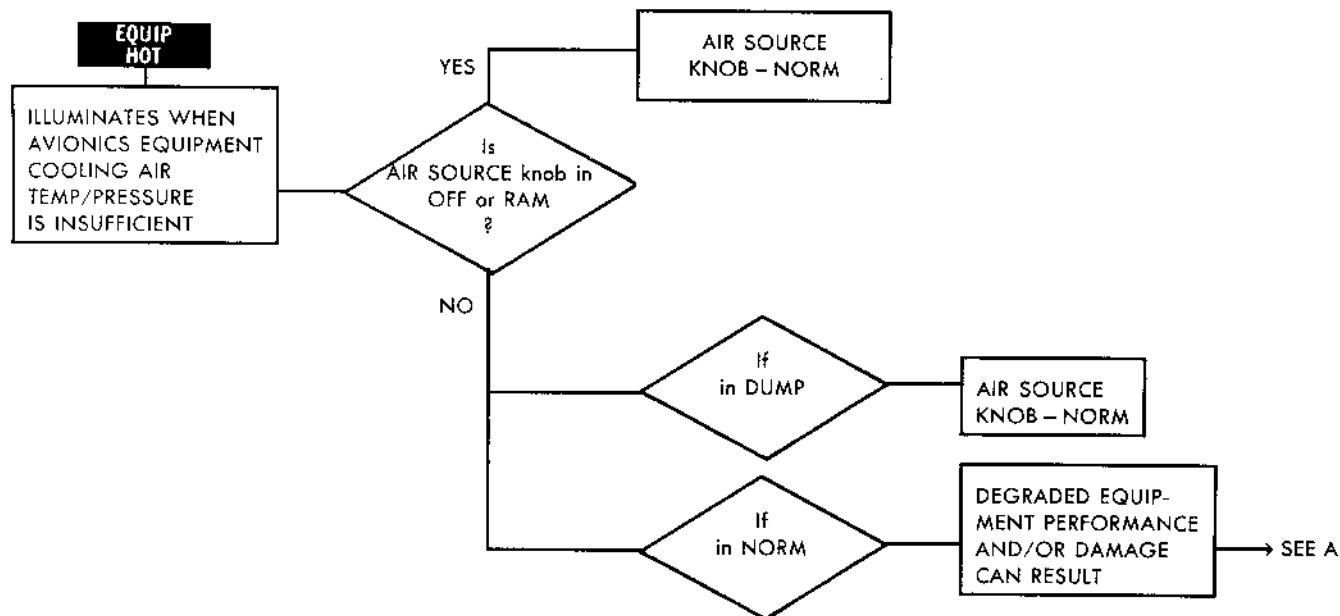 EQUIP
HOT
ILLUMINATES WHEN
AVIONICS EQUIPMENT
COOLING AIR
TEMP/PRESSURE
IS INSUFFICIENT
Is
AIR SOURCE knob in
OFF or RAM
?
YES
AIR SOURCE
KNOB – NORM
NO
If
in DUMP
AIR SOURCE
KNOB – NORM
If
in NORM
DEGRADED EQUIP-
MENT PERFORMANCE
AND/OR DAMAGE
CAN RESULT
SEE A